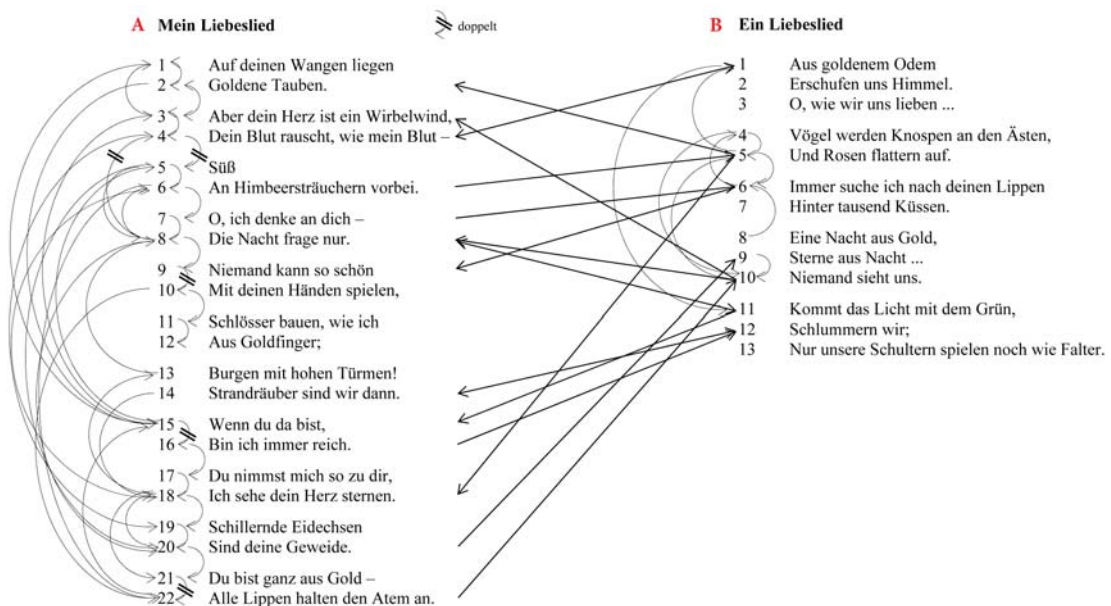 A Mein Liebeslied
doppelt
1 Auf deinen Wangen liegen
2 Goldene Tauben.
3 Aber dein Herz ist ein Wirbelwind,
4 Dein Blut rauscht, wie mein Blut –
5 Süß
6 An Himbeersträuchern vorbei.
7 O, ich denke an dich –
8 Die Nacht frage nur.
9 Niemand kann so schön
10 Mit deinen Händen spielen,
11 Schlösser bauen, wie ich
12 Aus Goldfinger;
13 Burgen mit hohen Türmen!
14 Strandräuber sind wir dann.
15 Wenn du da bist,
16 Bin ich immer reich.
17 Du nimmst mich so zu dir,
18 Ich sehe dein Herz sternen.
19 Schillernde Eidechsen
20 Sind deine Geweide.
21 Du bist ganz aus Gold –
22 Alle Lippen halten den Atem an.
B Ein Liebeslied
1 Aus goldenem Odem
2 Erschufen uns Himmel.
3 O, wie wir uns lieben ...
4 Vögel werden Knospen an den Ästen,
5 Und Rosen flattern auf.
6 Immer suche ich nach deinen Lippen
7 Hinter tausend Küssen.
8 Eine Nacht aus Gold,
9 Sterne aus Nacht ...
10 Niemand sieht uns.
11 Kommt das Licht mit dem Grün,
12 Schlummern wir;
13 Nur unsere Schultern spielen noch wie Falter.